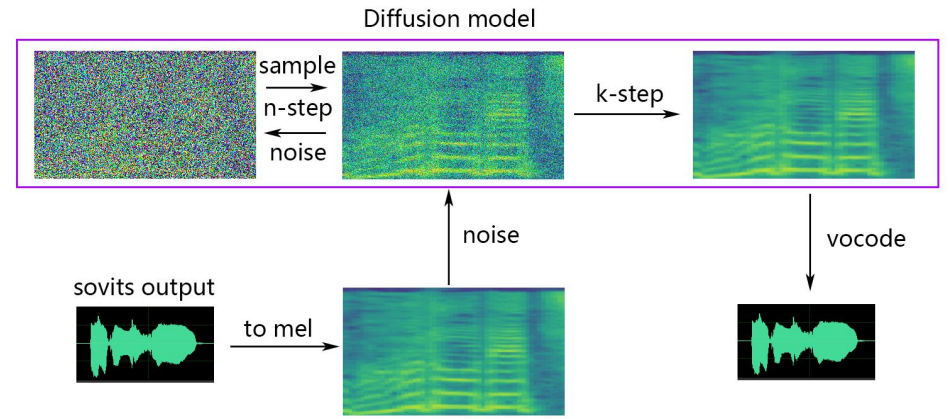 Diffusion model
sample
n-step
noise
k-step
noise
vocode
sovits output
to mel